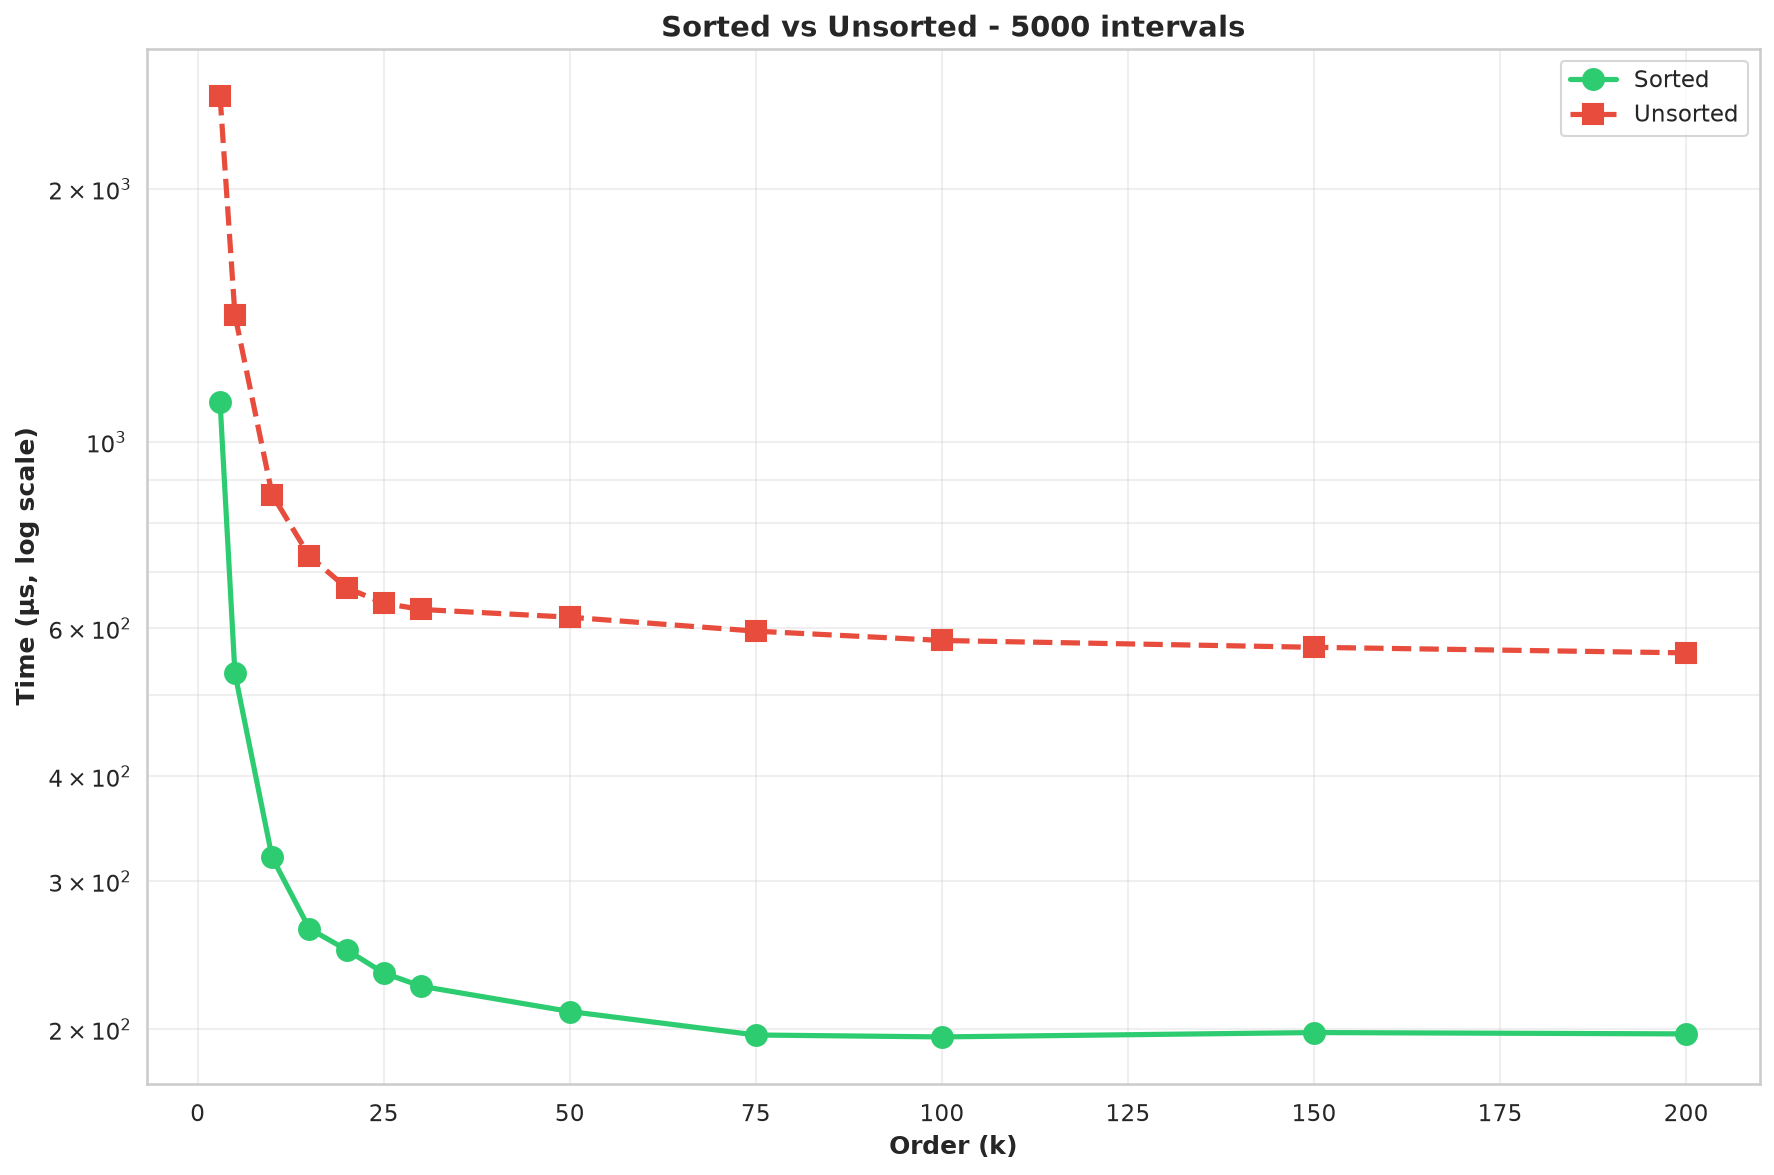 Sorted vs Unsorted - 5000 intervals
Sorted
Unsorted
Time (µs, log scale)
2 × 10³
10³
6 × 10²
4 × 10²
3 × 10²
2 × 10²
0 25 50 75 100 125 150 175 200
Order (k)